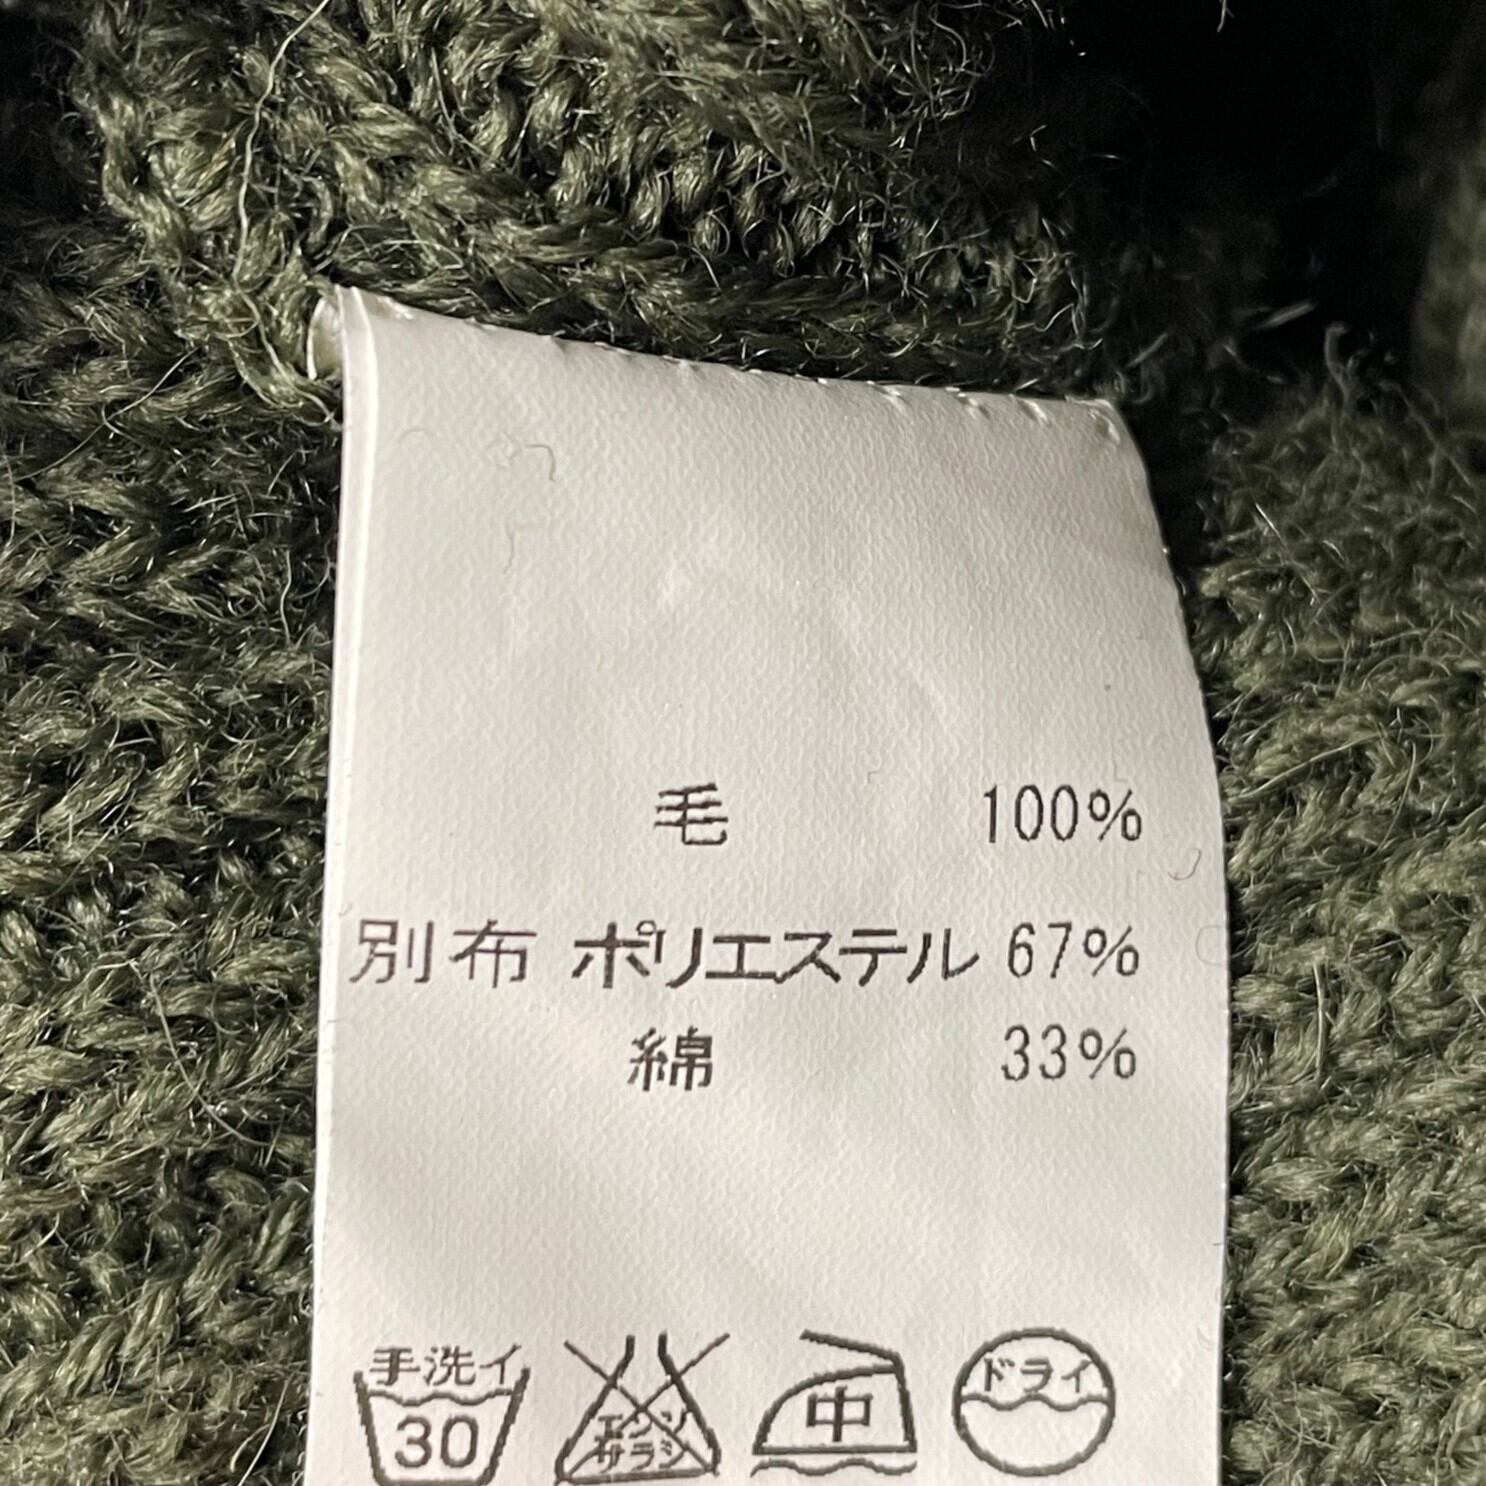 毛 100%
別布 ポリエステル 67%
綿 33%
手洗イ 30
エンソサラシ
中
ドライ